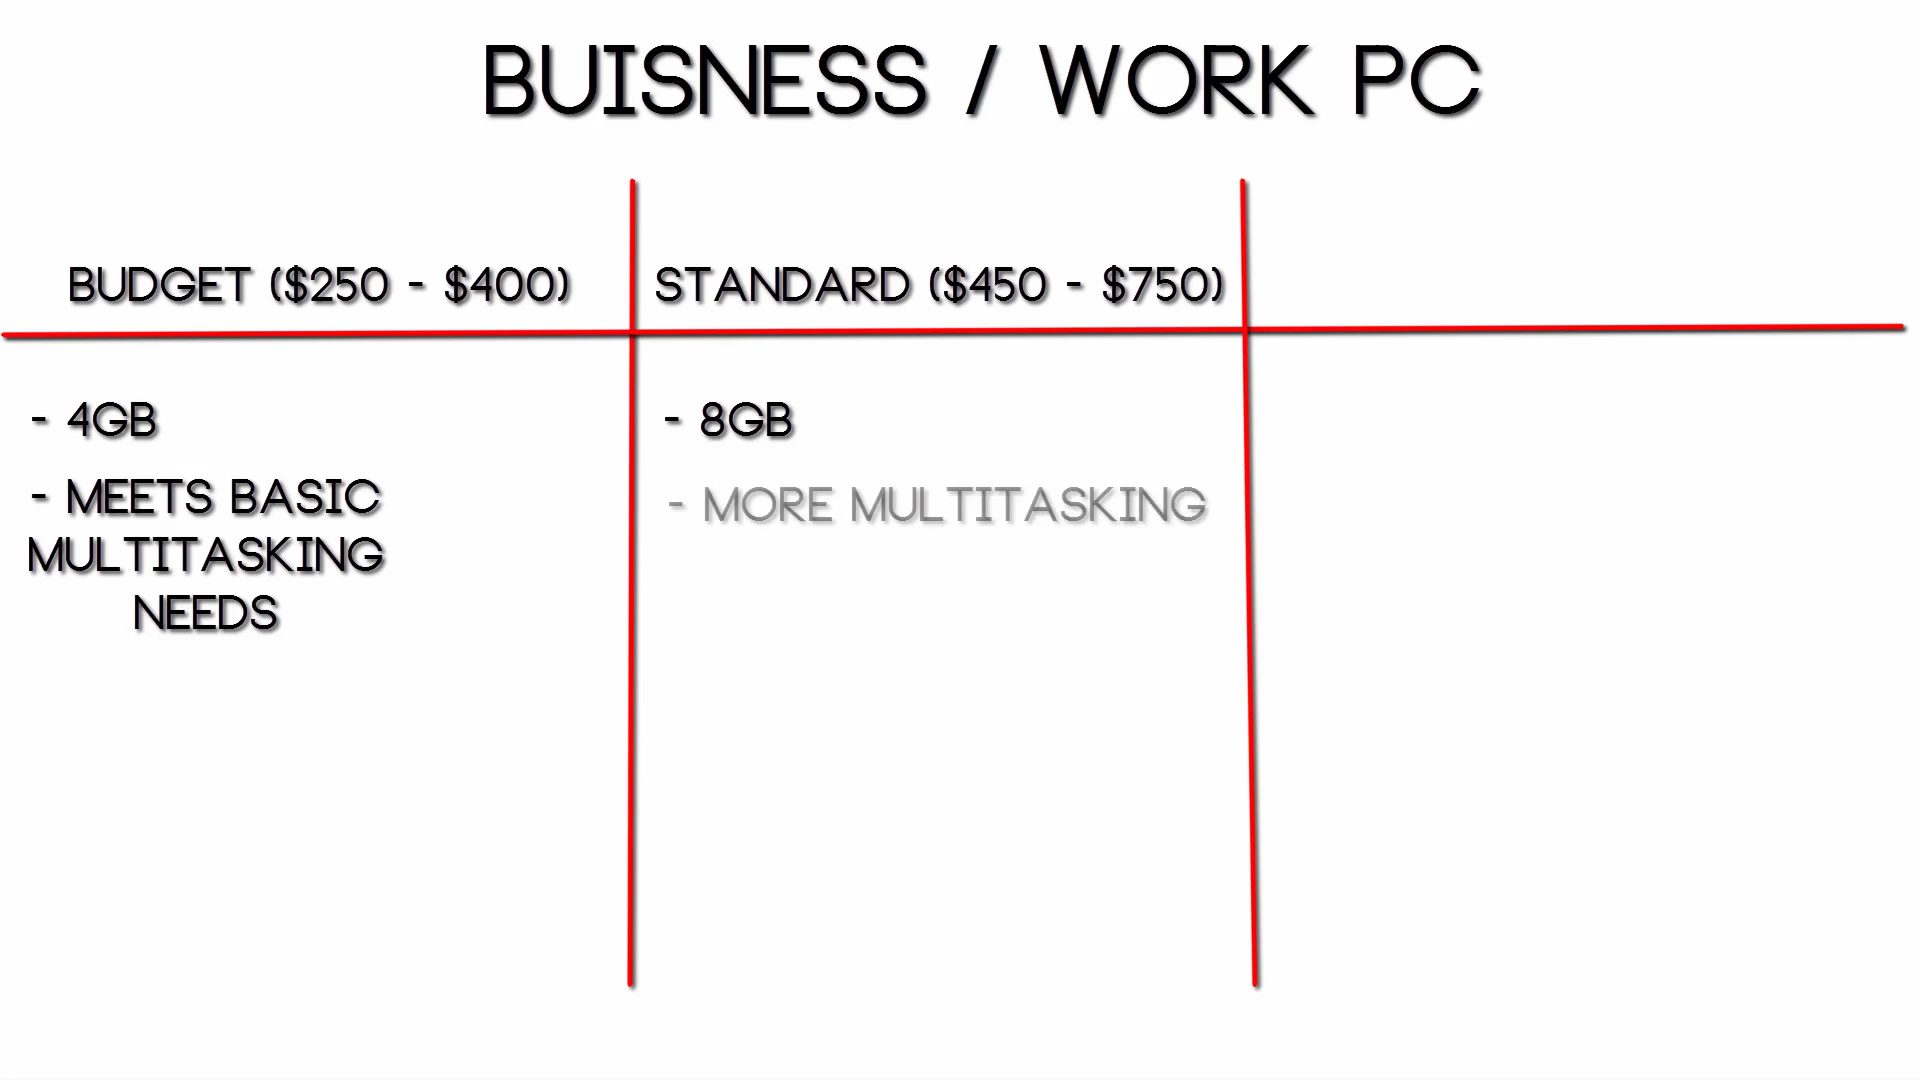 BUISNESS / WORK PC
BUDGET ($250 - $400)
STANDARD ($450 - $750)
- 4GB
- MEETS BASIC
MULTITASKING
NEEDS
- 8GB
- MORE MULTITASKING